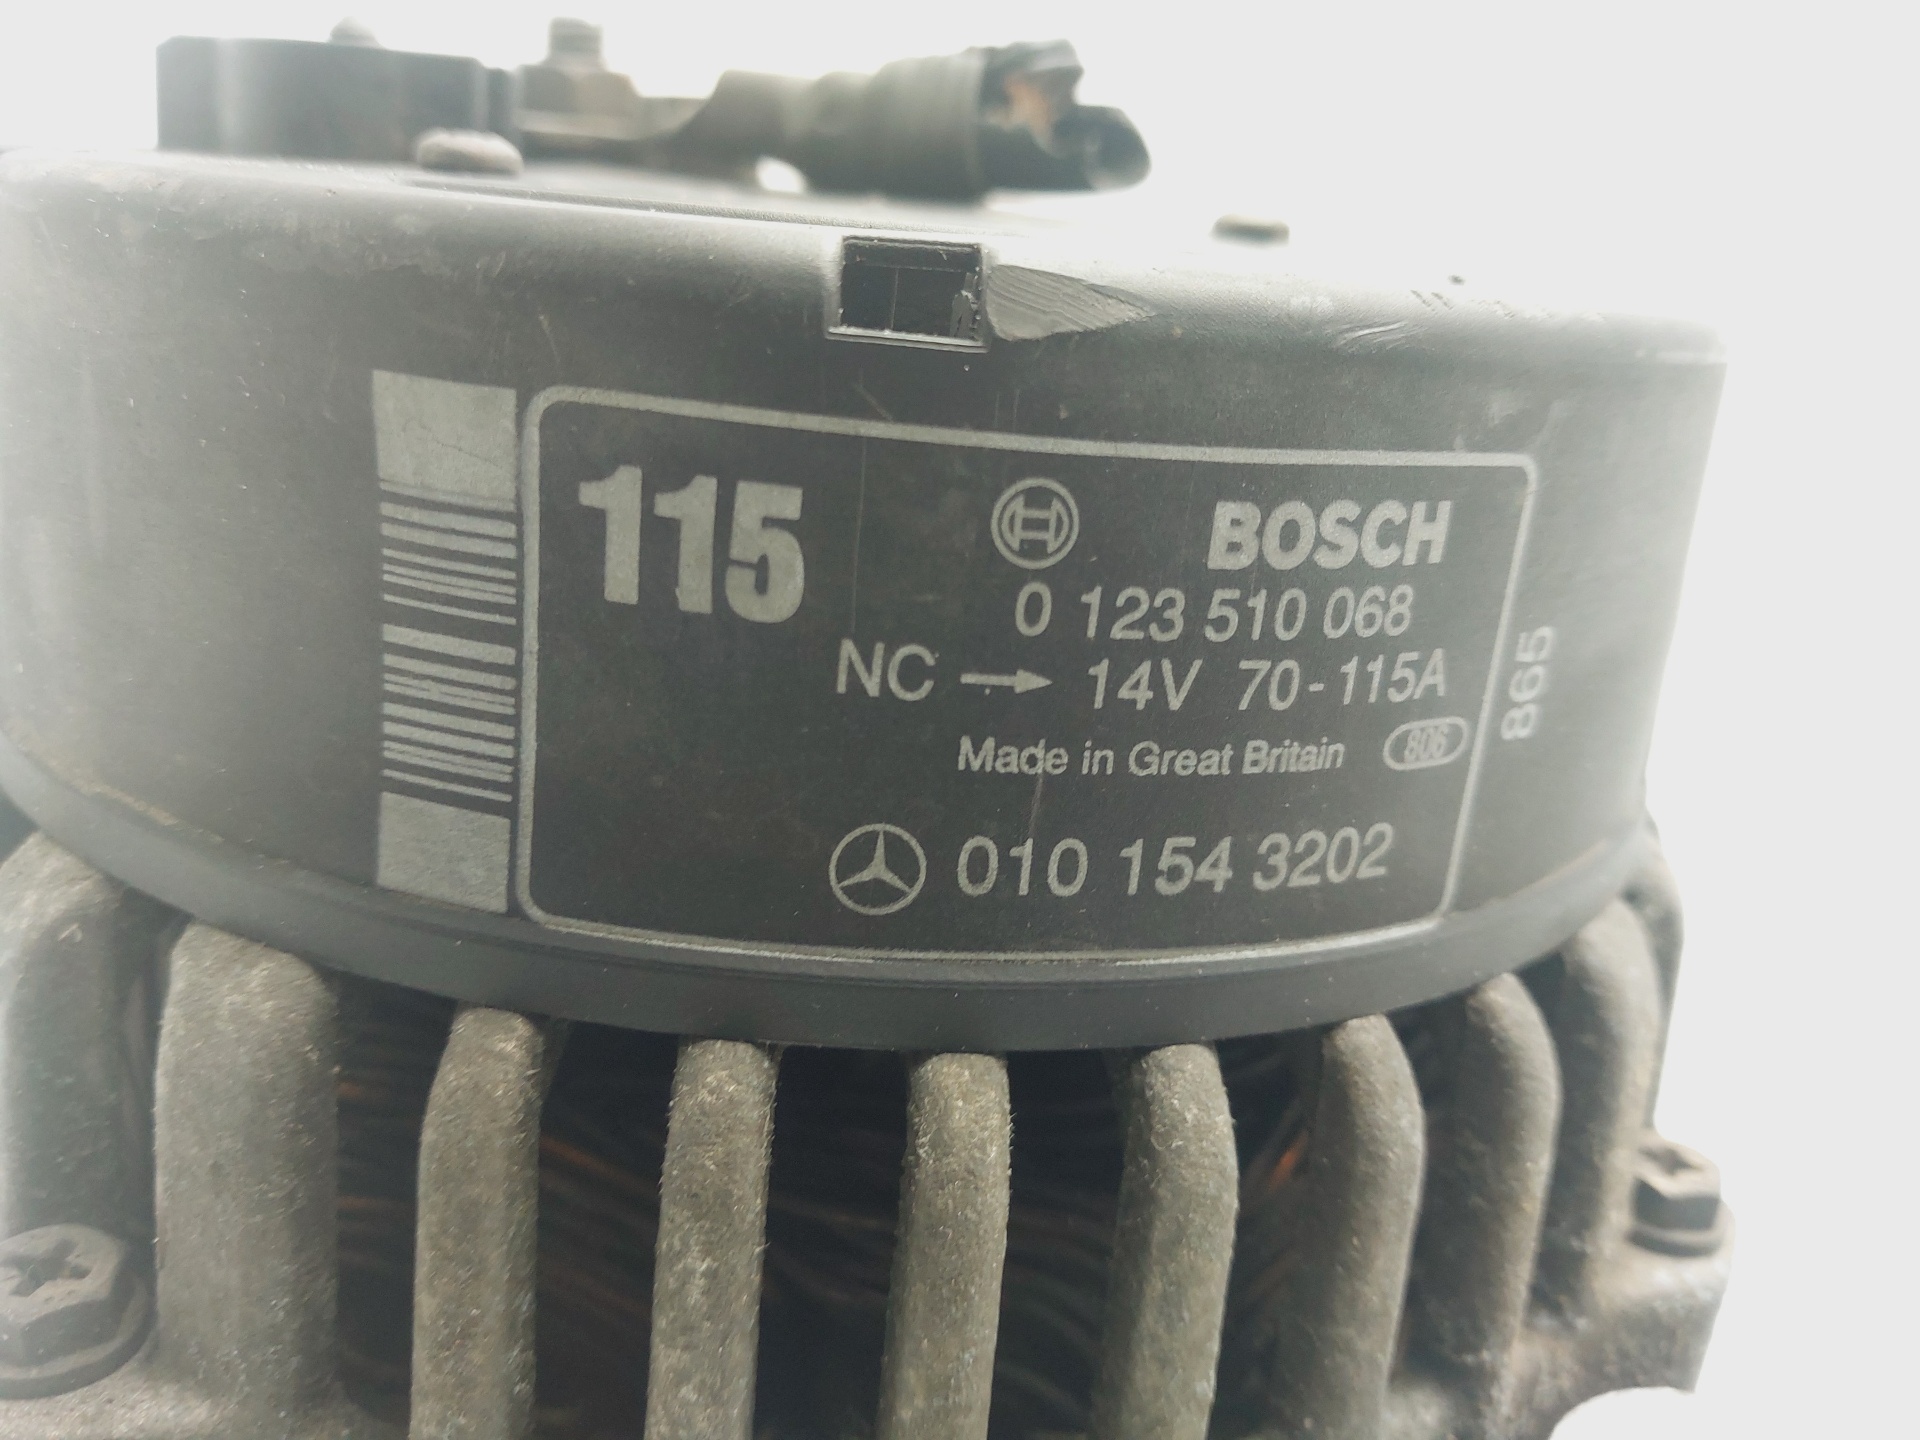 115
BOSCH
0 123 510 068
NC → 14V 70-115A
Made in Great Britain 806
010 154 3202
865